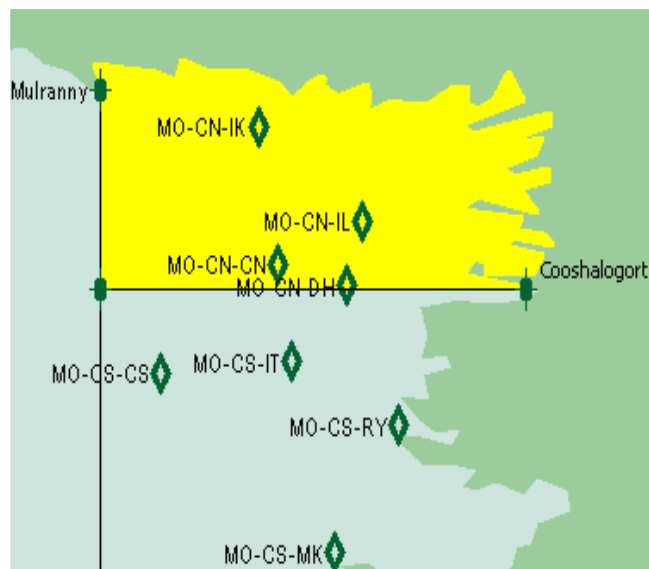 Mulranny
MO-CN-IK
MO-CN-IL
MO-CN-CN
Cooshalogort
MO-CN-DH
MO-CS-IT
MO-CS-CS
MO-CS-RY
MO-CS-MK